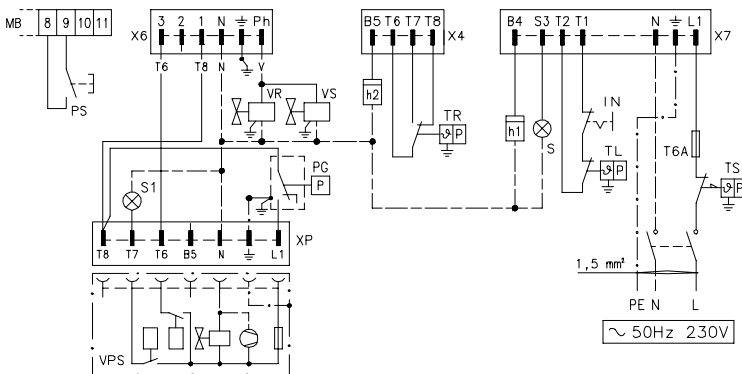 MB 8 9 10 11
PS
3 2 1 N Ph
X6
T6 T8 N V
VR VS
B5 T6 T7 T8
X4
h2
TR
ϑ P
B4 S3 T2 T1 N L1
X7
h1
S
IN
TL
ϑ P
T6A
TS
ϑ P
PG
P
S1
XP
T8 T7 T6 B5 N L1
VPS
1,5 mm²
PE N L
~ 50Hz 230V